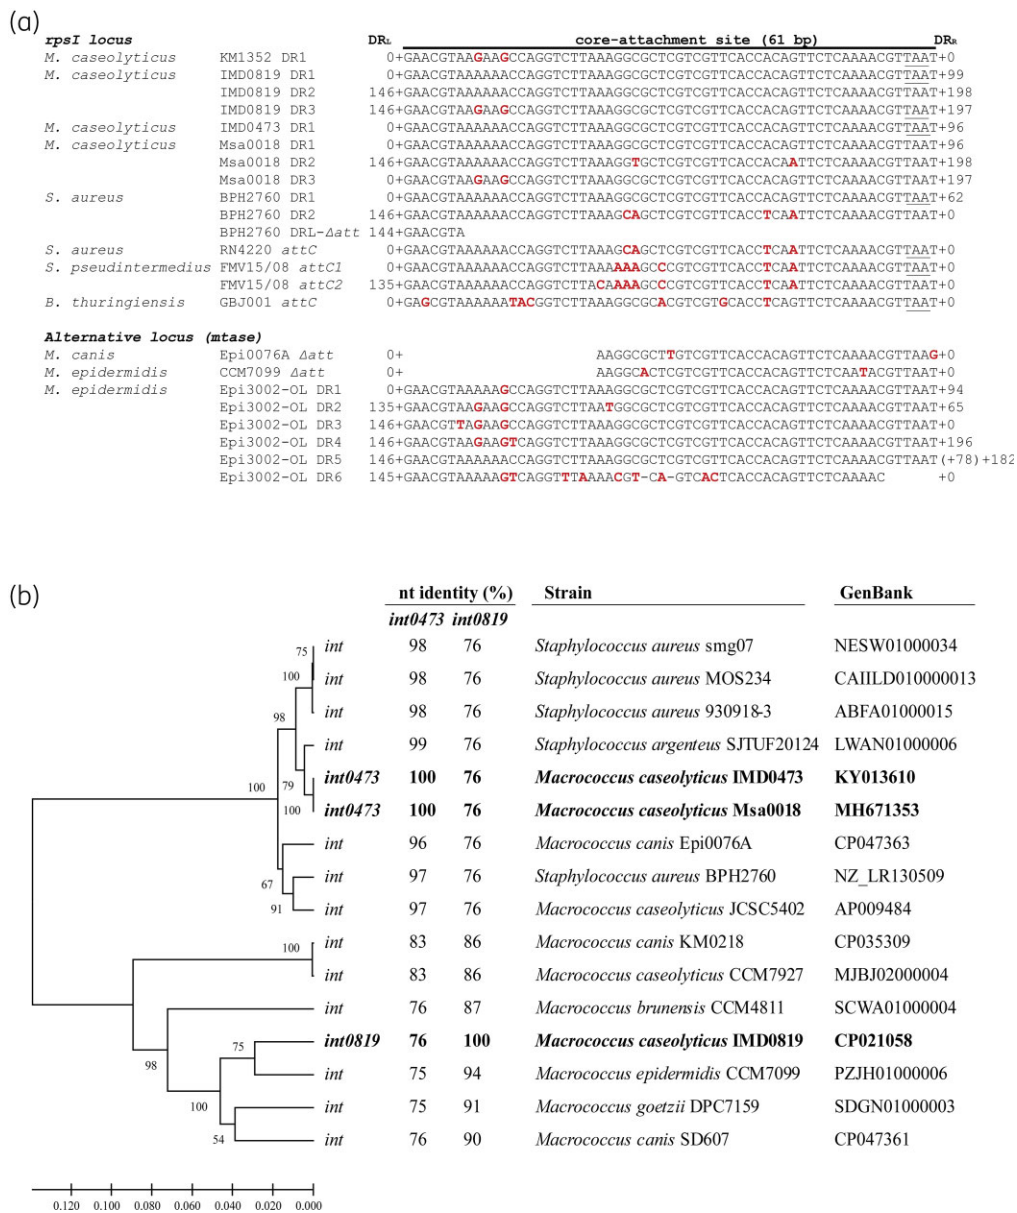 (a)
rpsI locus DRL core-attachment site (61 bp) DRR
M. caseolyticus KM1352 DR1 0+GAACGTAAGAAGCCAGGTCTTAAAGGCGCTCGTCGTTCACCACAGTTCTCAAAACGTTAAT+0
M. caseolyticus IMD0819 DR1 0+GAACGTAAAAAACCAGGTCTTAAAGGCGCTCGTCGTTCACCACAGTTCTCAAAACGTTAAT+99
IMD0819 DR2 146+GAACGTAAAAAACCAGGTCTTAAAGGCGCTCGTCGTTCACCACAGTTCTCAAAACGTTAAT+198
IMD0819 DR3 146+GAACGTAAGAAGCCAGGTCTTAAAGGCGCTCGTCGTTCACCACAGTTCTCAAAACGTTAAT+197
M. caseolyticus IMD0473 DR1 0+GAACGTAAAAAACCAGGTCTTAAAGGCGCTCGTCGTTCACCACAGTTCTCAAAACGTTAAT+96
M. caseolyticus Msa0018 DR1 0+GAACGTAAAAAACCAGGTCTTAAAGGCGCTCGTCGTTCACCACAGTTCTCAAAACGTTAAT+96
Msa0018 DR2 146+GAACGTAAAAAACCAGGTCTTAAAGGTGCTCGTCGTTCACCACAATTCTCAAAACGTTAAT+198
Msa0018 DR3 146+GAACGTAAGAAGCCAGGTCTTAAAGGCGCTCGTCGTTCACCACAGTTCTCAAAACGTTAAT+197
S. aureus BPH2760 DR1 0+GAACGTAAAAAACCAGGTCTTAAAGGCGCTCGTCGTTCACCACAGTTCTCAAAACGTTAAT+62
BPH2760 DR2 146+GAACGTAAAAAACCAGGTCTTAAAGCAGCTCGTCGTTCACCTCAATTCTCAAAACGTTAAT+0
BPH2760 DRL-Δatt 144+GAACGTA
S. aureus RN4220 attC 0+GAACGTAAAAAACCAGGTCTTAAAGCAGCTCGTCGTTCACCTCAATTCTCAAAACGTTAAT+0
S. pseudintermedius FMV15/08 attC1 0+GAACGTAAAAAACCAGGTCTTAAAAAAGCCCGTCGTTCACCTCAATTCTCAAAACGTTAAT+0
FMV15/08 attC2 135+GAACGTAAAAAACCAGGTCTTACAAAAGCCCGTCGTTCACCTCAATTCTCAAAACGTTAAT+0
B. thuringiensis GBJ001 attC 0+GAGCGTAAAAAATACGGTCTTAAAGGCGCACGTCGTGCACCTCAGTTCTCAAAACGTTAAT+0
Alternative locus (mtase)
M. canis Epi0076A Δatt 0+ AAGGCGCTTGTCGTTCACCACAGTTCTCAAAACGTTAAG+0
M. epidermidis CCM7099 Δatt 0+ AAGGCACTCGTCGTTCACCACAGTTCTCAATACGTTAAT+0
M. epidermidis Epi3002-OL DR1 0+GAACGTAAAAAGCCAGGTCTTAAAGGCGCTCGTCGTTCACCACAGTTCTCAAAACGTTAAT+94
Epi3002-OL DR2 135+GAACGTAAGAAGCCAGGTCTTAATGGCGCTCGTCGTTCACCACAGTTCTCAAAACGTTAAT+65
Epi3002-OL DR3 146+GAACGTTAGAAGCCAGGTCTTAAAGGCGCTCGTCGTTCACCACAGTTCTCAAAACGTTAAT+0
Epi3002-OL DR4 146+GAACGTAAGAAGTCAGGTCTTAAAGGCGCTCGTCGTTCACCACAGTTCTCAAAACGTTAAT+196
Epi3002-OL DR5 146+GAACGTAAAAAACCAGGTCTTAAAGGCGCTCGTCGTTCACCACAGTTCTCAAAACGTTAAT(+78)+182
Epi3002-OL DR6 145+GAACGTAAAAAGTCAGGTTTAAAACGT-CA-GTCACTCACCACAGTTCTCAAAAC +0
(b)
nt identity (%) Strain GenBank
int0473 int0819
int 98 76 Staphylococcus aureus smg07 NESW01000034
75
int 98 76 Staphylococcus aureus MOS234 CAIILD010000013
100
int 98 76 Staphylococcus aureus 930918-3 ABFA01000015
98
int 99 76 Staphylococcus argenteus SJTUF20124 LWAN01000006
int0473 100 76 Macrococcus caseolyticus IMD0473 KY013610
100 79
int0473 100 76 Macrococcus caseolyticus Msa0018 MH671353
100
int 96 76 Macrococcus canis Epi0076A CP047363
int 97 76 Staphylococcus aureus BPH2760 NZ_LR130509
67
int 97 76 Macrococcus caseolyticus JCSC5402 AP009484
91
int 83 86 Macrococcus canis KM0218 CP035309
100
int 83 86 Macrococcus caseolyticus CCM7927 MJBJ02000004
int 76 87 Macrococcus brunensis CCM4811 SCWA01000004
int0819 76 100 Macrococcus caseolyticus IMD0819 CP021058
75
98
int 75 94 Macrococcus epidermidis CCM7099 PZJH01000006
int 75 91 Macrococcus goetzii DPC7159 SDGN01000003
100
int 76 90 Macrococcus canis SD607 CP047361
54
0.120 0.100 0.080 0.060 0.040 0.020 0.000